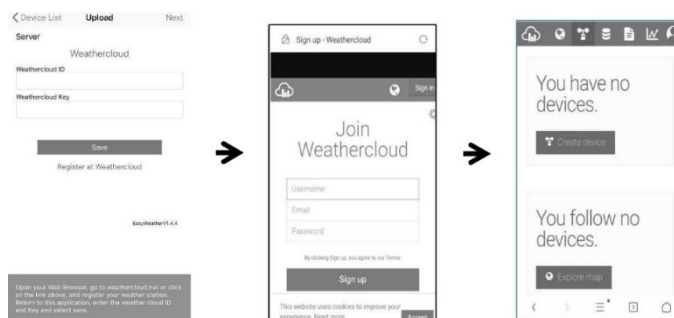 Device List Upload Next
Server
Weathercloud
Weathercloud ID
Weathercloud Key
Save
Register at Weathercloud
EasyWeatherV1.4.4
Open your Web Browser, go to weathercloud.net or click
on the link above, and register your weather station.
Return to this application, enter the weather cloud ID
and Key and select save.
Sign up - Weathercloud
Sign in
Join
Weathercloud
Username
Email
Password
By clicking Sign up, you agree to our Terms
Sign up
This website uses cookies to improve your
experience. Read more
Accept
You have no
devices.
Create device
You follow no
devices.
Explore map
1